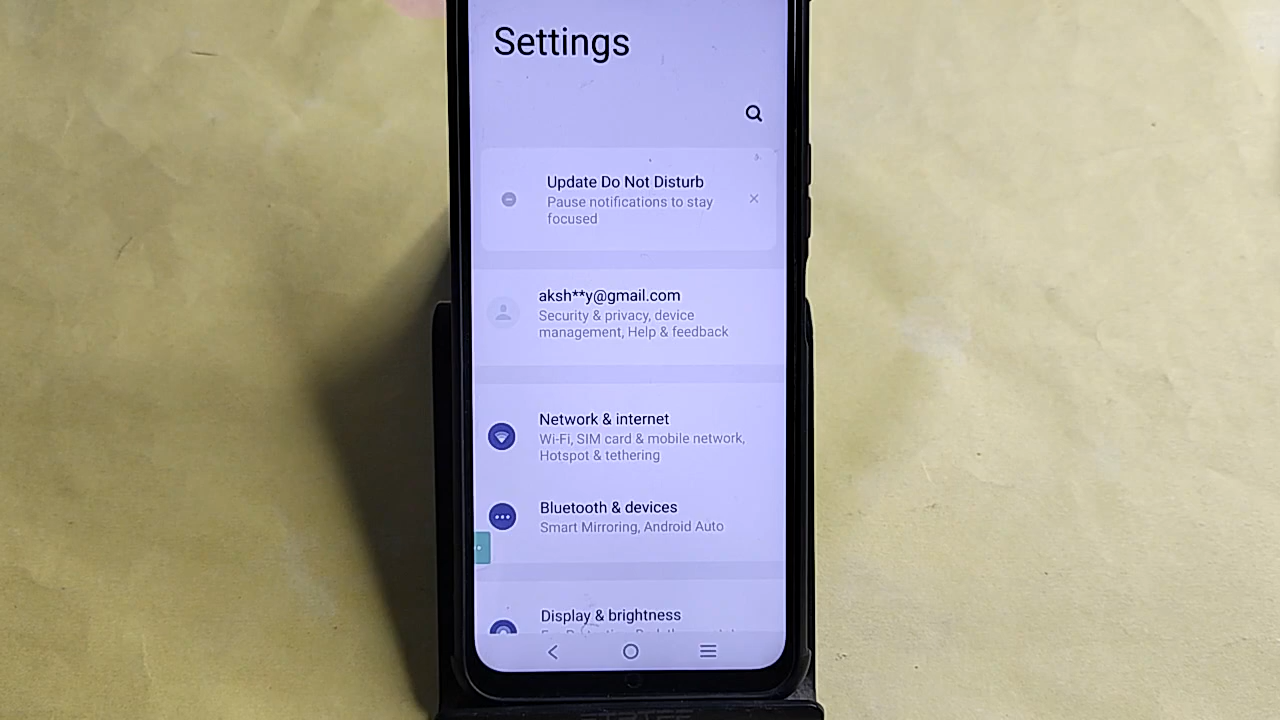 Settings
Update Do Not Disturb
Pause notifications to stay
focused
aksh**y@gmail.com
Security & privacy, device
management, Help & feedback
Network & internet
Wi-Fi, SIM card & mobile network,
Hotspot & tethering
Bluetooth & devices
Smart Mirroring, Android Auto
Display & brightness